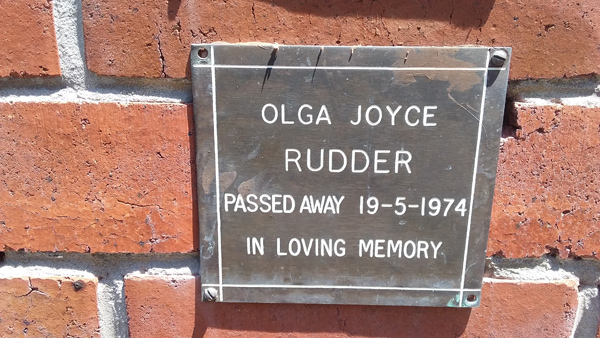 OLGA JOYCE
RUDDER
PASSED AWAY 19-5-1974
IN LOVING MEMORY